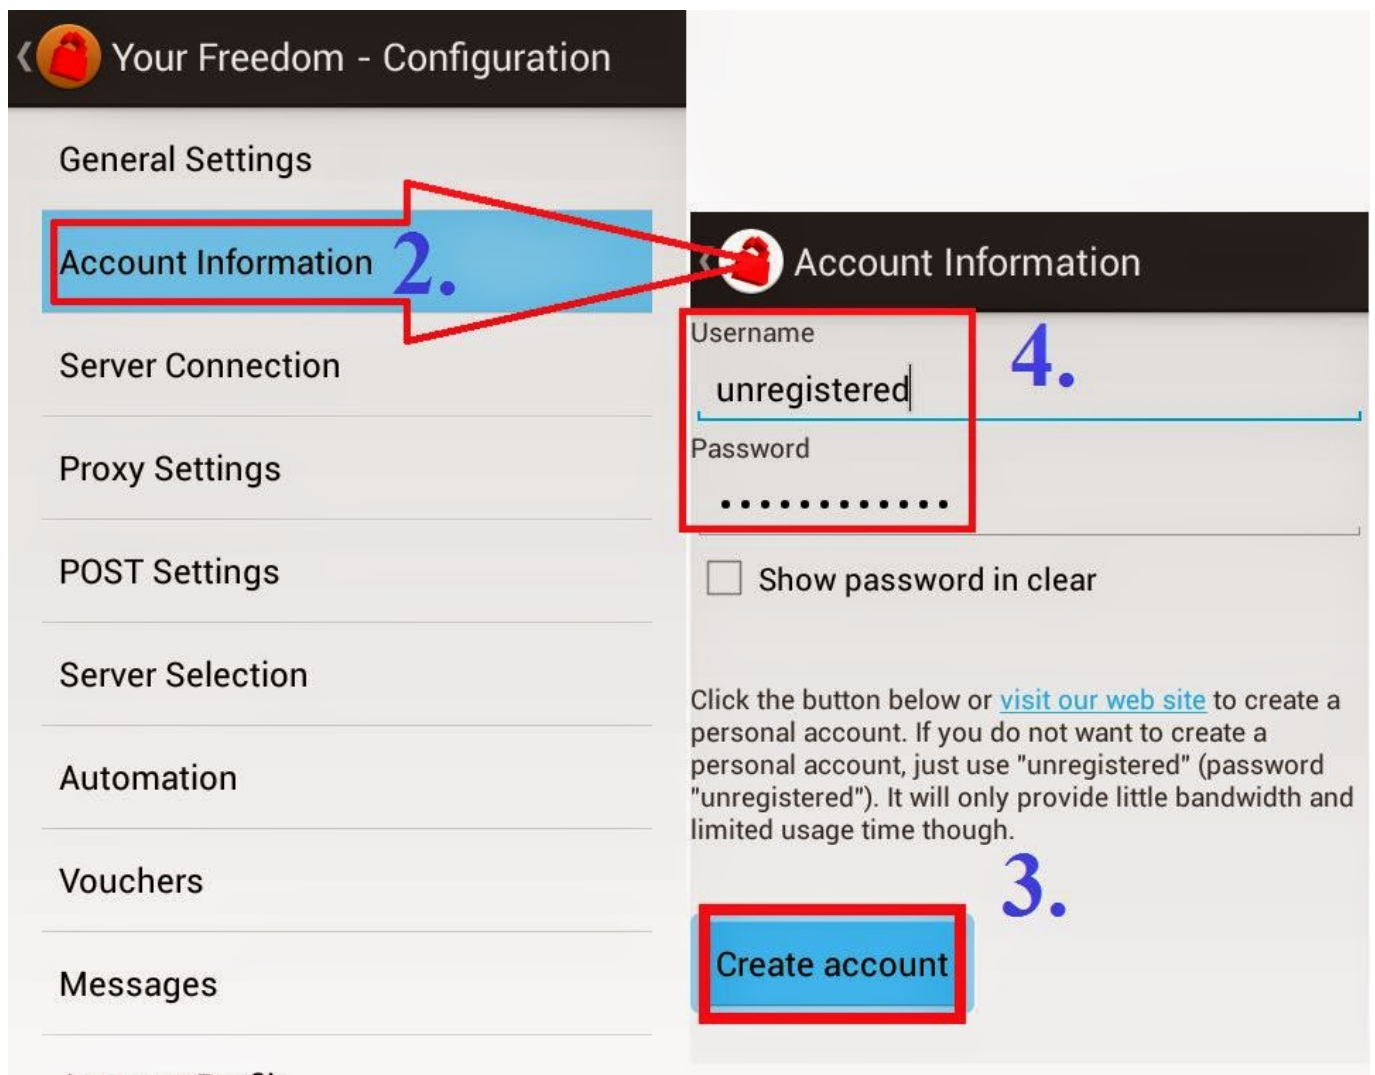 Your Freedom - Configuration
General Settings
Account Information
2.
Server Connection
Proxy Settings
POST Settings
Server Selection
Automation
Vouchers
Messages
Account Information
Username
4.
unregistered
Password
Show password in clear
Click the button below or visit our web site to create a
personal account. If you do not want to create a
personal account, just use "unregistered" (password
"unregistered"). It will only provide little bandwidth and
limited usage time though.
3.
Create account